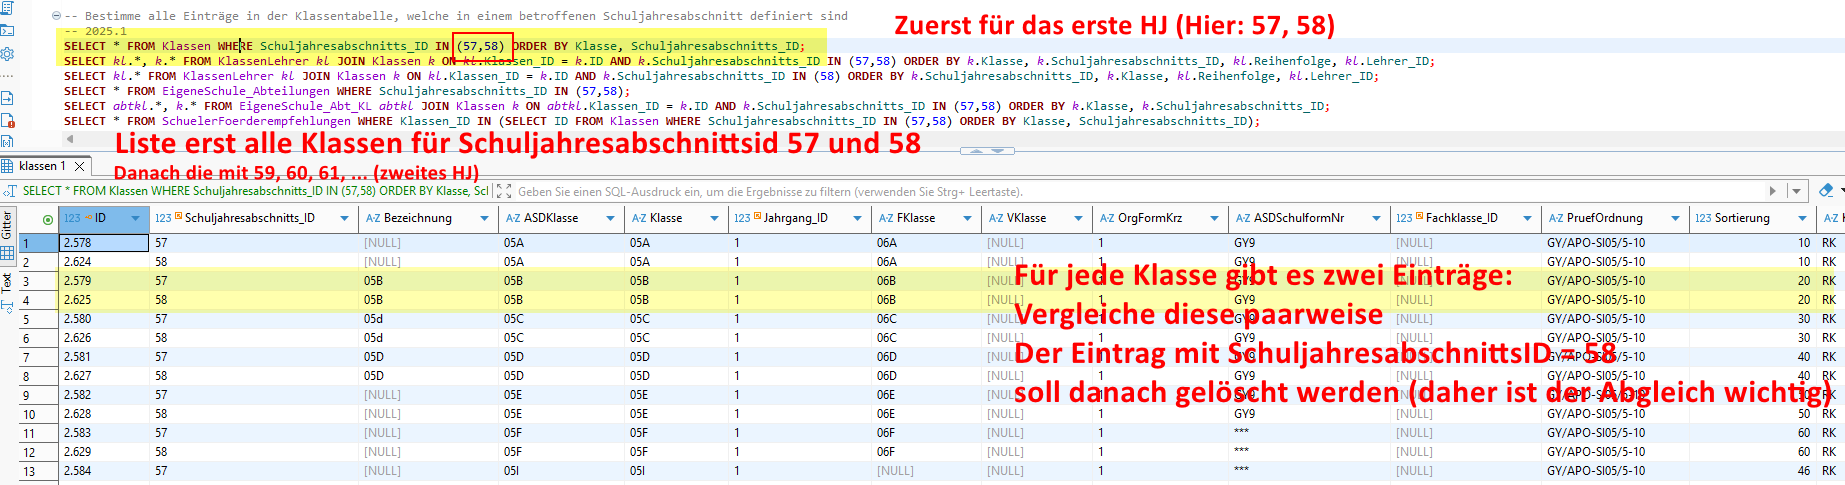 -- Bestimme alle Einträge in der Klassentabelle, welche in einem betroffenen Schuljahresabschnitt definiert sind
-- 2025.1
SELECT * FROM Klassen WHERE Schuljahresabschnitts_ID IN (57,58) ORDER BY Klasse, Schuljahresabschnitts_ID;
SELECT kl.*, k.* FROM KlassenLehrer kl JOIN Klassen k ON kl.Klassen_ID = k.ID AND k.Schuljahresabschnitts_ID IN (57,58) ORDER BY k.Klasse, k.Schuljahresabschnitts_ID, kl.Reihenfolge, kl.Lehrer_ID;
SELECT kl.* FROM KlassenLehrer kl JOIN Klassen k ON kl.Klassen_ID = k.ID AND k.Schuljahresabschnitts_ID IN (58) ORDER BY k.Schuljahresabschnitts_ID, k.Klasse, kl.Reihenfolge, kl.Lehrer_ID;
SELECT * FROM EigeneSchule_Abteilungen WHERE Schuljahresabschnitts_ID IN (57,58);
SELECT abtkl.*, k.* FROM EigeneSchule_Abt_KL abtkl JOIN Klassen k ON abtkl.Klassen_ID = k.ID AND k.Schuljahresabschnitts_ID IN (57,58) ORDER BY k.Klasse, k.Schuljahresabschnitts_ID;
SELECT * FROM SchuelerFoerderempfehlungen WHERE Klassen_ID IN (SELECT ID FROM Klassen WHERE Schuljahresabschnitts_ID IN (57,58) ORDER BY Klasse, Schuljahresabschnitts_ID);
Zuerst für das erste HJ (Hier: 57, 58)
Liste erst alle Klassen für Schuljahresabschnittsid 57 und 58
Danach die mit 59, 60, 61, ... (zweites HJ)
klassen 1
SELECT * FROM Klassen WHERE Schuljahresabschnitts_ID IN (57,58) ORDER BY Klasse, Scl
Geben Sie einen SQL-Ausdruck ein, um die Ergebnisse zu filtern (verwenden Sie Strg+ Leertaste).
Gitter
Text
123 ID 123 Schuljahresabschnitts_ID A-Z Bezeichnung A-Z ASDKlasse A-Z Klasse 123 Jahrgang_ID A-Z FKlasse A-Z VKlasse A-Z OrgFormKrz A-Z ASDSchulformNr 123 Fachklasse_ID A-Z PruefOrdnung 123 Sortierung A-Z K
1 2.578 57 [NULL] 05A 05A 1 06A [NULL] 1 GY9 [NULL] GY/APO-SI05/5-10 10 RK
2 2.624 58 [NULL] 05A 05A 1 06A [NULL] 1 GY9 [NULL] GY/APO-SI05/5-10 10 RK
3 2.579 57 05B 05B 05B 1 06B [NULL] 1 GY9 [NULL] GY/APO-SI05/5-10 20 RK
4 2.625 58 05B 05B 05B 1 06B [NULL] 1 GY9 [NULL] GY/APO-SI05/5-10 20 RK
5 2.580 57 05d 05C 05C 1 06C [NULL] 1 GY9 [NULL] GY/APO-SI05/5-10 30 RK
6 2.626 58 05d 05C 05C 1 06C [NULL] 1 GY9 [NULL] GY/APO-SI05/5-10 30 RK
7 2.581 57 05D 05D 05D 1 06D [NULL] 1 GY9 [NULL] GY/APO-SI05/5-10 40 RK
8 2.627 58 05D 05D 05D 1 06D [NULL] 1 GY9 [NULL] GY/APO-SI05/5-10 40 RK
9 2.582 57 [NULL] 05E 05E 1 06E [NULL] 1 GY9 [NULL] GY/APO-SI05/5-10 50 RK
10 2.628 58 [NULL] 05E 05E 1 06E [NULL] 1 GY9 [NULL] GY/APO-SI05/5-10 50 RK
11 2.583 57 [NULL] 05F 05F 1 06F [NULL] 1 *** [NULL] GY/APO-SI05/5-10 60 RK
12 2.629 58 [NULL] 05F 05F 1 06F [NULL] 1 *** [NULL] GY/APO-SI05/5-10 60 RK
13 2.584 57 [NULL] 05I 05I 1 [NULL] [NULL] 1 *** [NULL] GY/APO-SI05/5-10 46 RK
Für jede Klasse gibt es zwei Einträge:
Vergleiche diese paarweise
Der Eintrag mit SchuljahresabschnittsID = 58
soll danach gelöscht werden (daher ist der Abgleich wichtig)